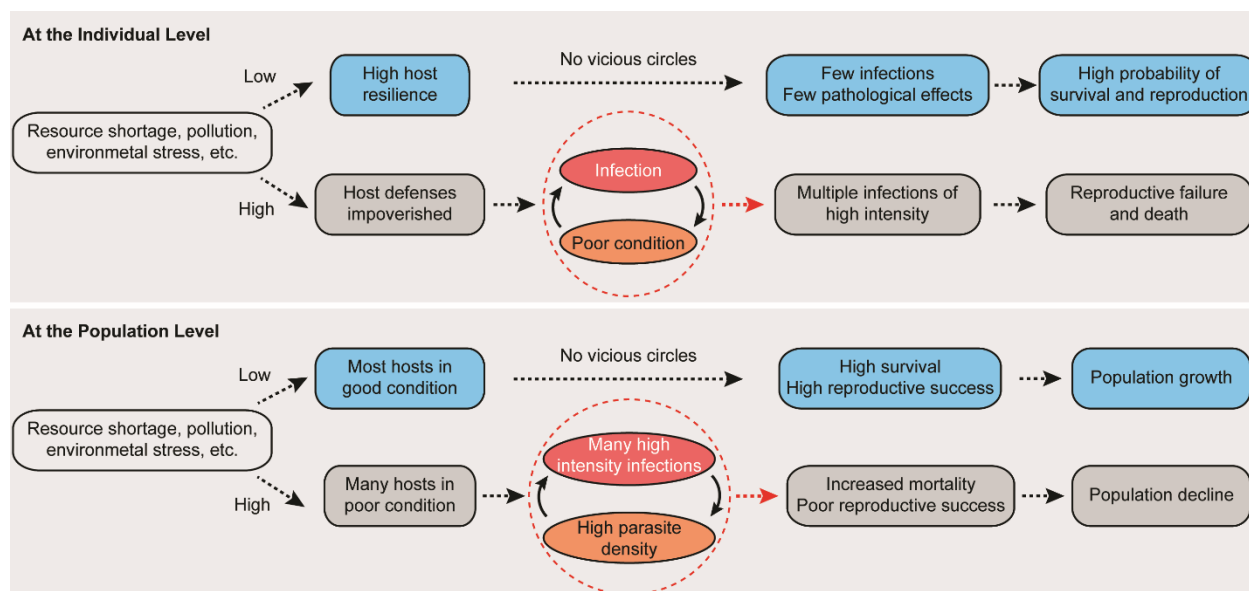 At the Individual Level
Low
High host
resilience
No vicious circles
Few infections
Few pathological effects
High probability of
survival and reproduction
Resource shortage, pollution,
environmetal stress, etc.
High
Host defenses
impoverished
Infection
Poor condition
Multiple infections of
high intensity
Reproductive failure
and death
At the Population Level
Low
Most hosts in
good condition
No vicious circles
High survival
High reproductive success
Population growth
Resource shortage, pollution,
environmetal stress, etc.
High
Many hosts in
poor condition
Many high
intensity infections
High parasite
density
Increased mortality
Poor reproductive success
Population decline